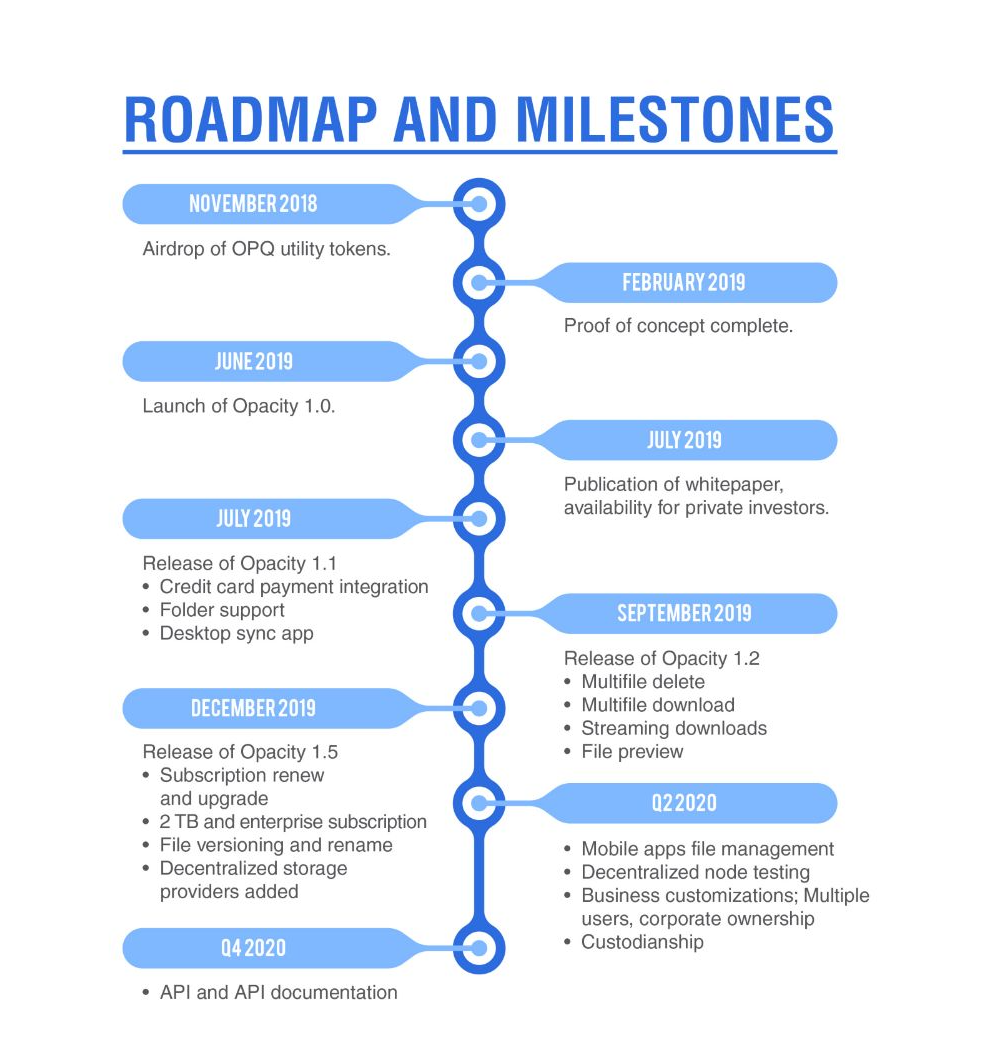 ROADMAP AND MILESTONES
NOVEMBER 2018
Airdrop of OPQ utility tokens.
FEBRUARY 2019
Proof of concept complete.
JUNE 2019
Launch of Opacity 1.0.
JULY 2019
Publication of whitepaper,
availability for private investors.
JULY 2019
Release of Opacity 1.1
• Credit card payment integration
• Folder support
• Desktop sync app
SEPTEMBER 2019
Release of Opacity 1.2
• Multifile delete
• Multifile download
• Streaming downloads
• File preview
DECEMBER 2019
Release of Opacity 1.5
• Subscription renew
and upgrade
• 2 TB and enterprise subscription
• File versioning and rename
• Decentralized storage
providers added
Q2 2020
• Mobile apps file management
• Decentralized node testing
• Business customizations; Multiple
users, corporate ownership
• Custodianship
Q4 2020
• API and API documentation